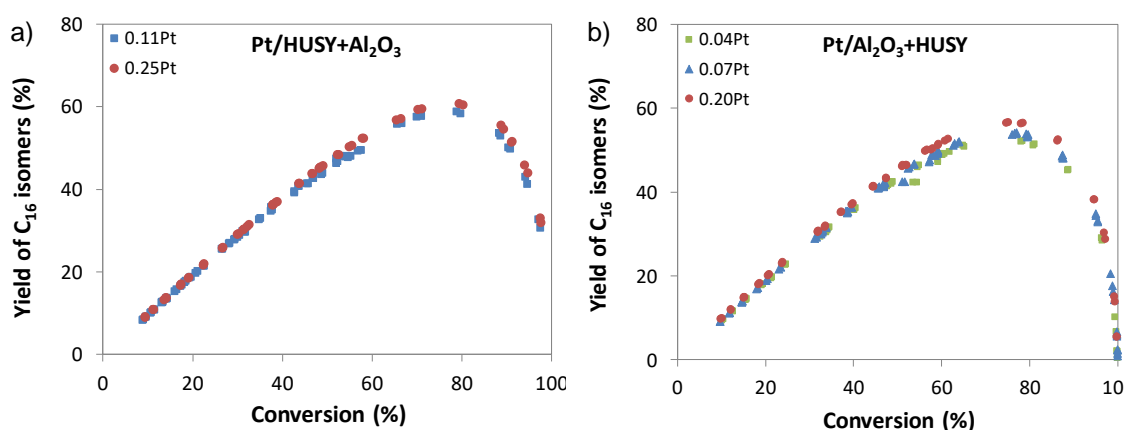 a)
Pt/HUSY+Al₂O₃
0.11Pt
0.25Pt
80
60
40
20
0
0 20 40 60 80 100
Yield of C₁₆ isomers (%)
Conversion (%)
b)
Pt/Al₂O₃+HUSY
0.04Pt
0.07Pt
0.20Pt
80
60
40
20
0
0 20 40 60 80 10
Yield of C₁₆ isomers (%)
Conversion (%)